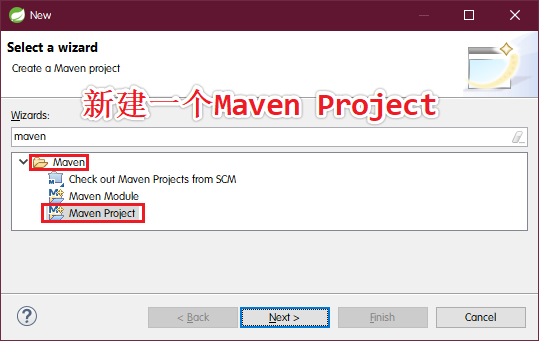 New
Select a wizard
Create a Maven project
新建一个Maven Project
Wizards:
maven
Maven
Check out Maven Projects from SCM
Maven Module
Maven Project
?
< Back
Next >
Finish
Cancel